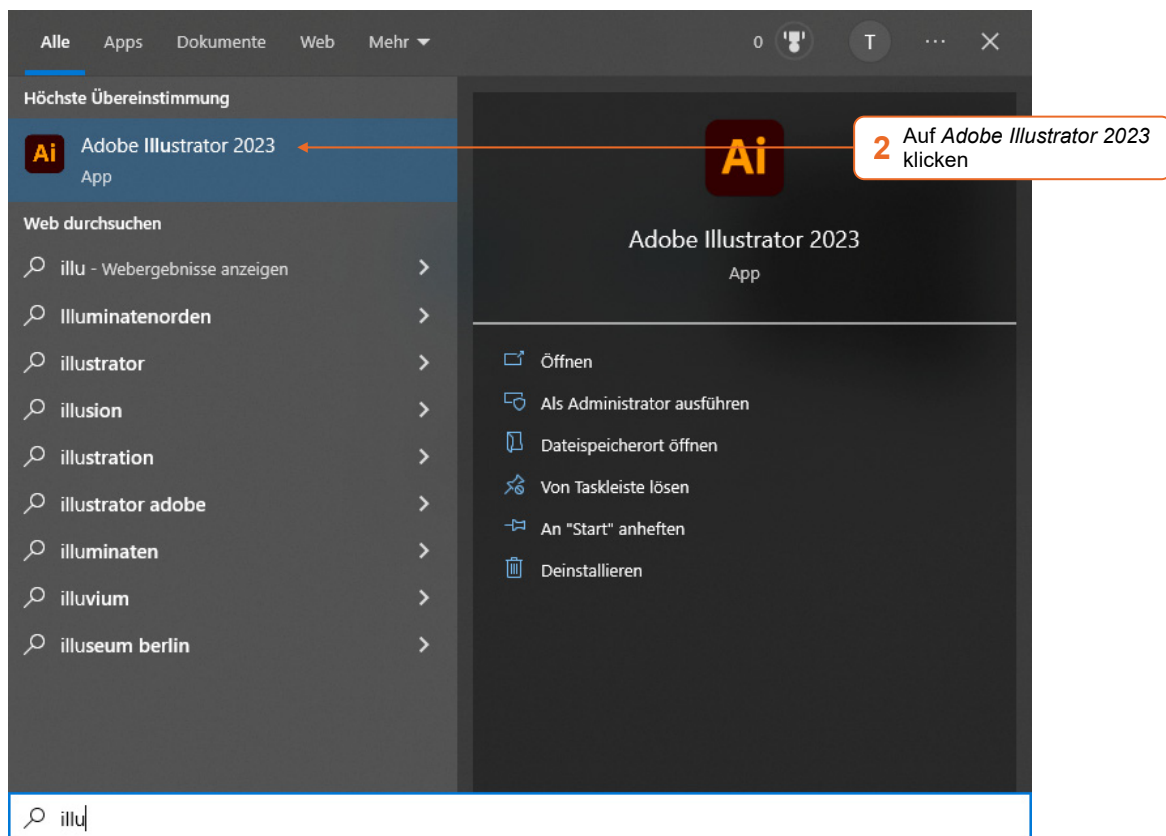 Alle Apps Dokumente Web Mehr 0 T ... 
Höchste Übereinstimmung
Ai Adobe Illustrator 2023
App
Web durchsuchen
illu - Webergebnisse anzeigen
Illuminatenorden
illustrator
illusion
illustration
illustrator adobe
illuminaten
illuvium
illuseum berlin
illu
Ai
Adobe Illustrator 2023
App
Öffnen
Als Administrator ausführen
Dateispeicherort öffnen
Von Taskleiste lösen
An "Start" anheften
Deinstallieren
2 Auf Adobe Illustrator 2023
klicken